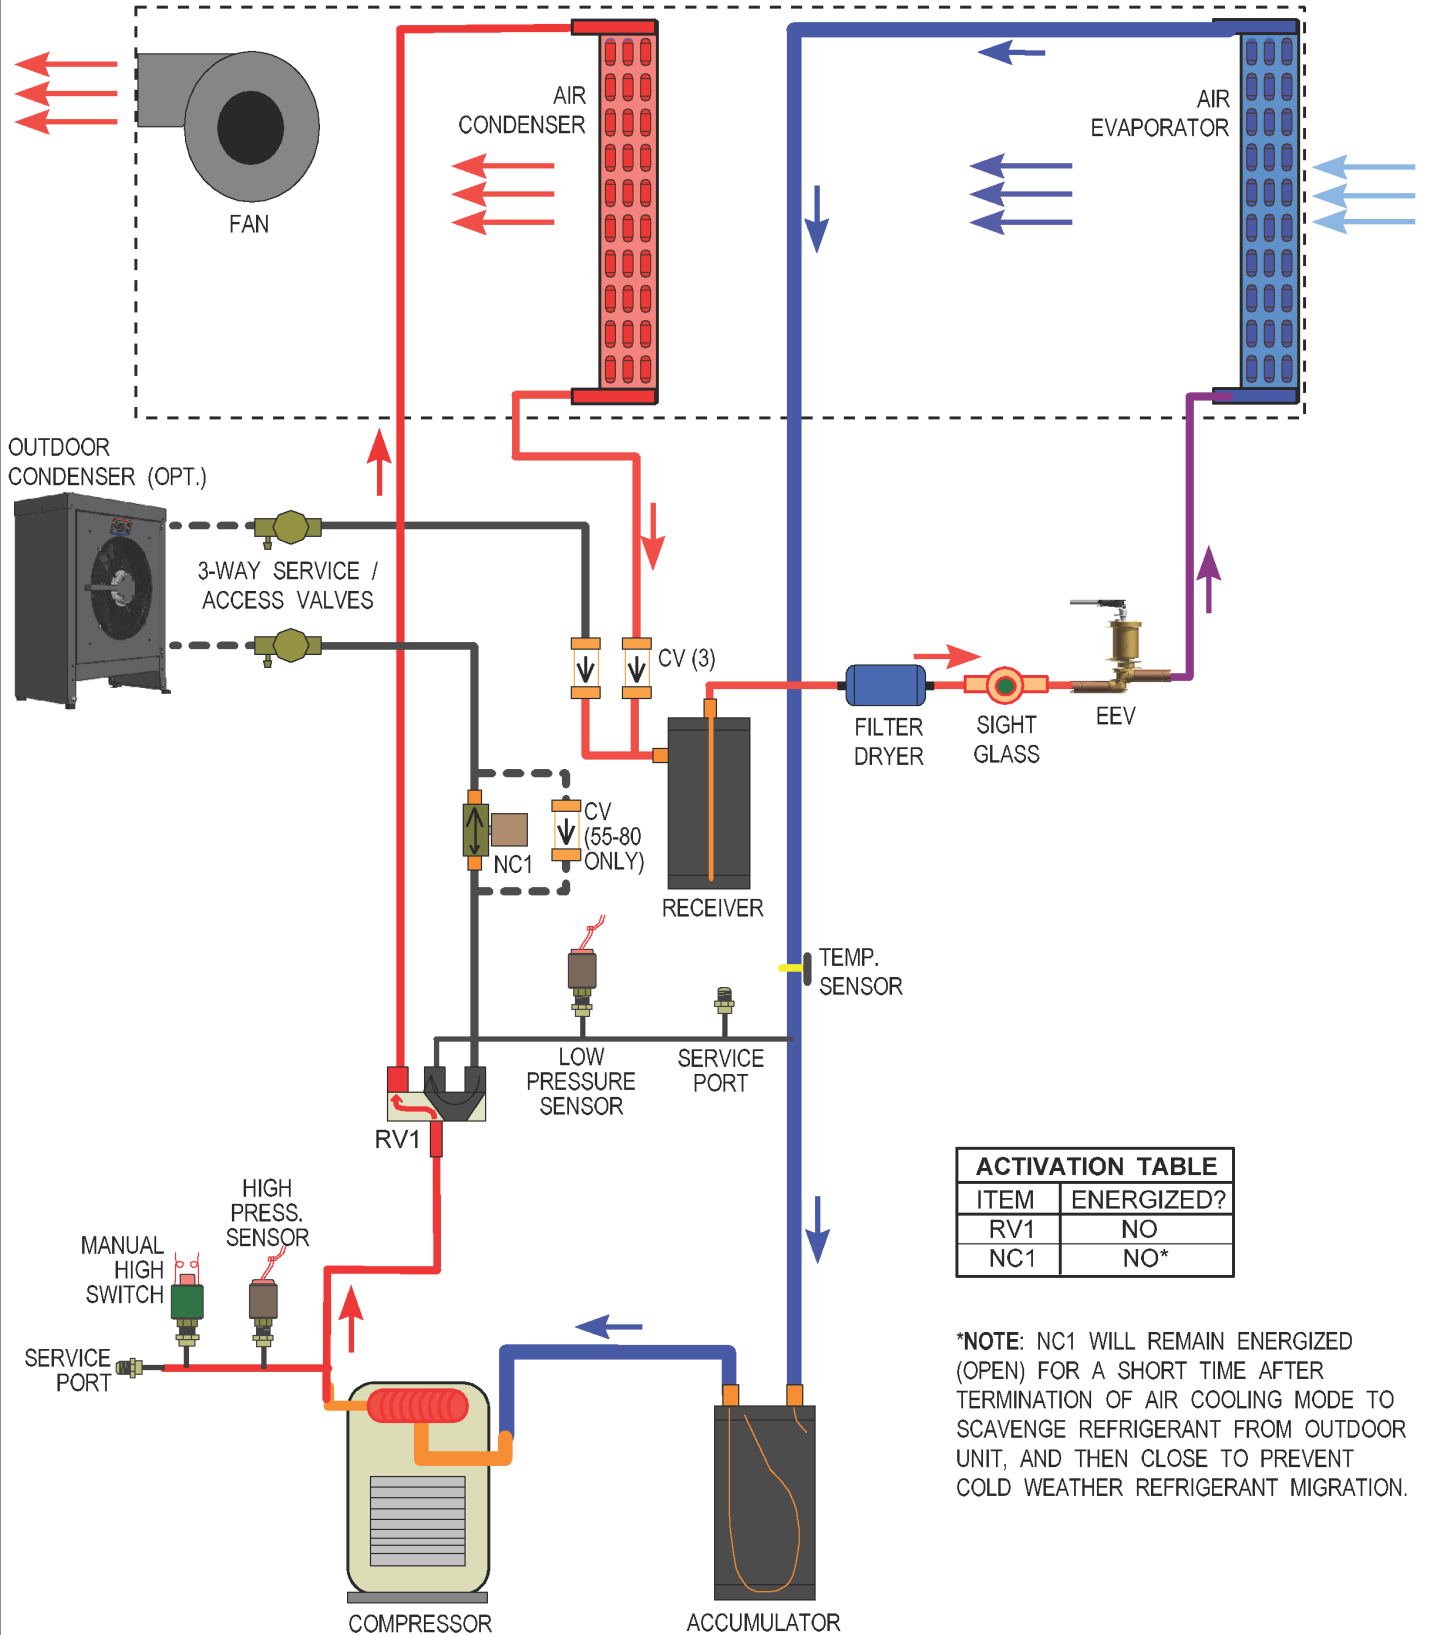 AIR
CONDENSER
AIR
EVAPORATOR
FAN
OUTDOOR
CONDENSER (OPT.)
3-WAY SERVICE /
ACCESS VALVES
CV (3)
FILTER
DRYER
SIGHT
GLASS
EEV
CV
(55-80
ONLY)
NC1
RECEIVER
TEMP.
SENSOR
LOW
PRESSURE
SENSOR
SERVICE
PORT
RV1
HIGH
PRESS.
SENSOR
MANUAL
HIGH
SWITCH
SERVICE
PORT
COMPRESSOR
ACCUMULATOR
ACTIVATION TABLE
ITEM ENERGIZED?
RV1 NO
NC1 NO*
*NOTE: NC1 WILL REMAIN ENERGIZED
(OPEN) FOR A SHORT TIME AFTER
TERMINATION OF AIR COOLING MODE TO
SCAVENGE REFRIGERANT FROM OUTDOOR
UNIT, AND THEN CLOSE TO PREVENT
COLD WEATHER REFRIGERANT MIGRATION.